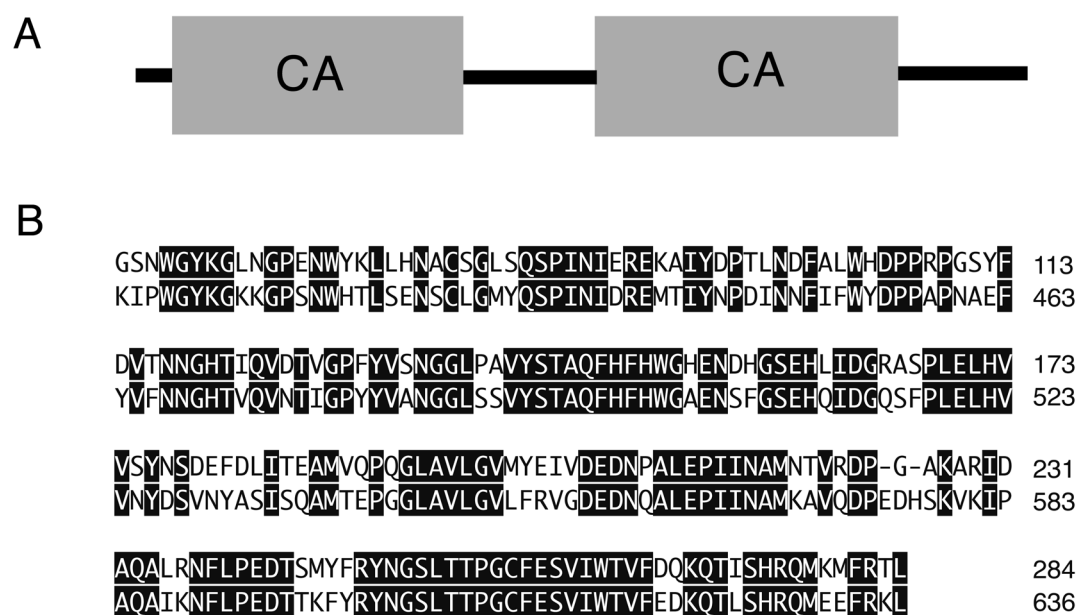 A
CA CA
B
GSNWGYKGLNGPENWYKLLHNACSGLSQSPINIEREKAIYDPTLNDFALWHDPPRPGSYF 113
KIPWGYKGKKGPSNWHTLSENSCLGMYQSPINIDREMTIYNPDINNFIFWYDPPAPNAEF 463
DVTNNGHTIQVDTVGPFYVSNGGLPAVYSTAQFHFHWGHENDHGSEHLIDGRASPLELHV 173
YVFNNGHTVQVNTIGPYYVANGGLSSVYSTAQFHFHWGAENSFGSEHQIDGQSFPLELHV 523
VSYNSDEFDLITEAMVQPQGLAVLGVMYEIVDEDNPALEPIINAMNTVRDP-G-AKARID 231
VNYDSVNYASISQAMTEPGGLAVLGVLFRVGDEDNQALEPIINAMKAVQDPEDHSKVKIP 583
AQALRNFLPEDTSMYFRYNGSLTTPGCFESVIWTVFDQKQTISHRQMKMFRTL 284
AQAIKNFLPEDTTKFYRYNGSLTTPGCFESVIWTVFEDKQTLSHRQMEEFRKL 636